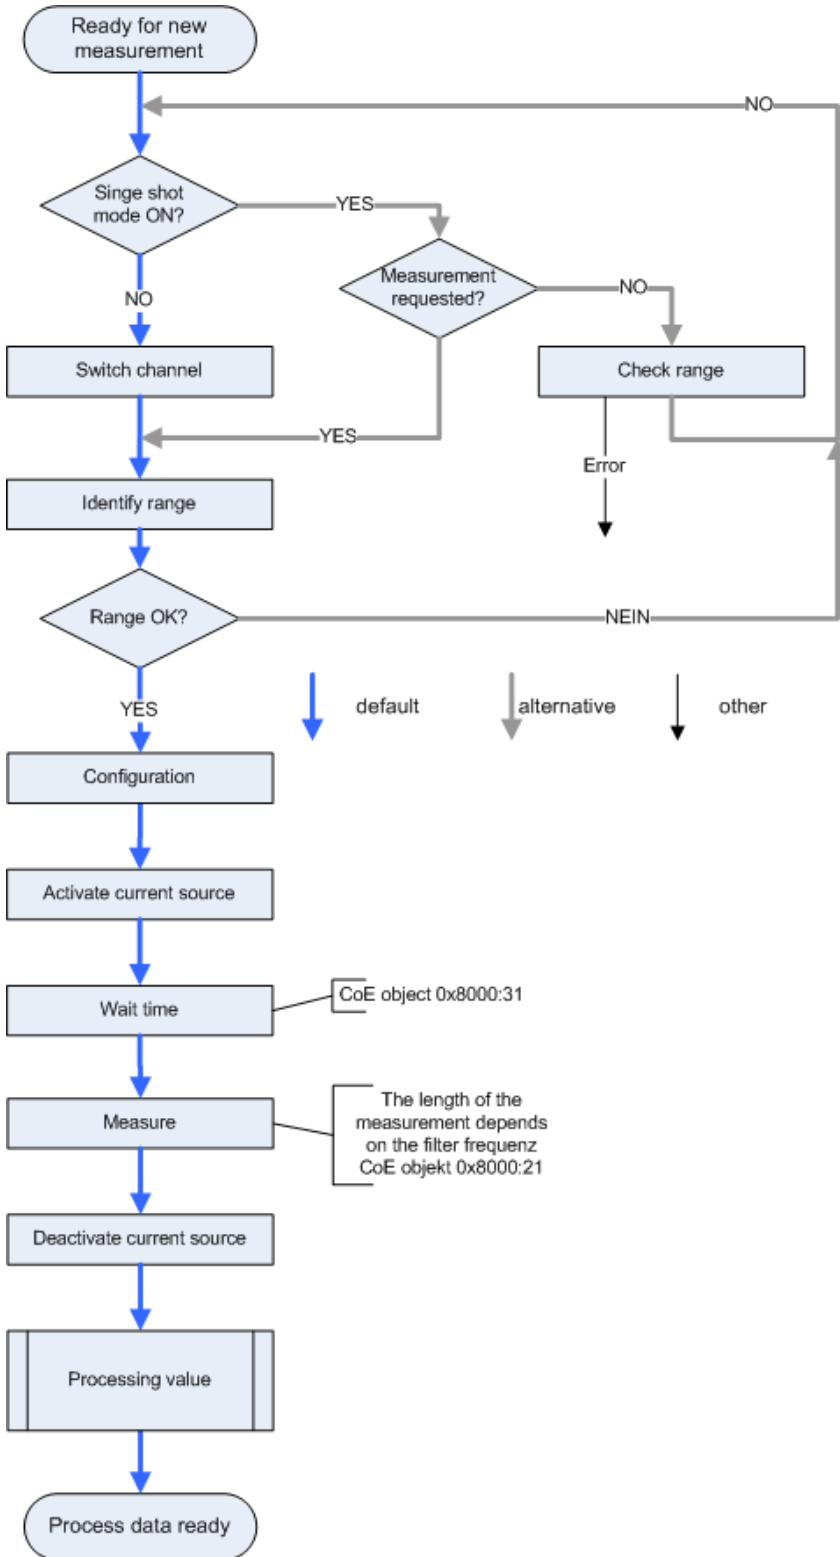 Ready for new
measurement
NO
Singe shot
mode ON?
YES
Measurement
requested?
NO
NO
Switch channel
Check range
YES
Error
Identify range
Range OK?
NEIN
YES
default
alternative
other
Configuration
Activate current source
Wait time
CoE object 0x8000:31
Measure
The length of the
measurement depends
on the filter frequenz
CoE objekt 0x8000:21
Deactivate current source
Processing value
Process data ready